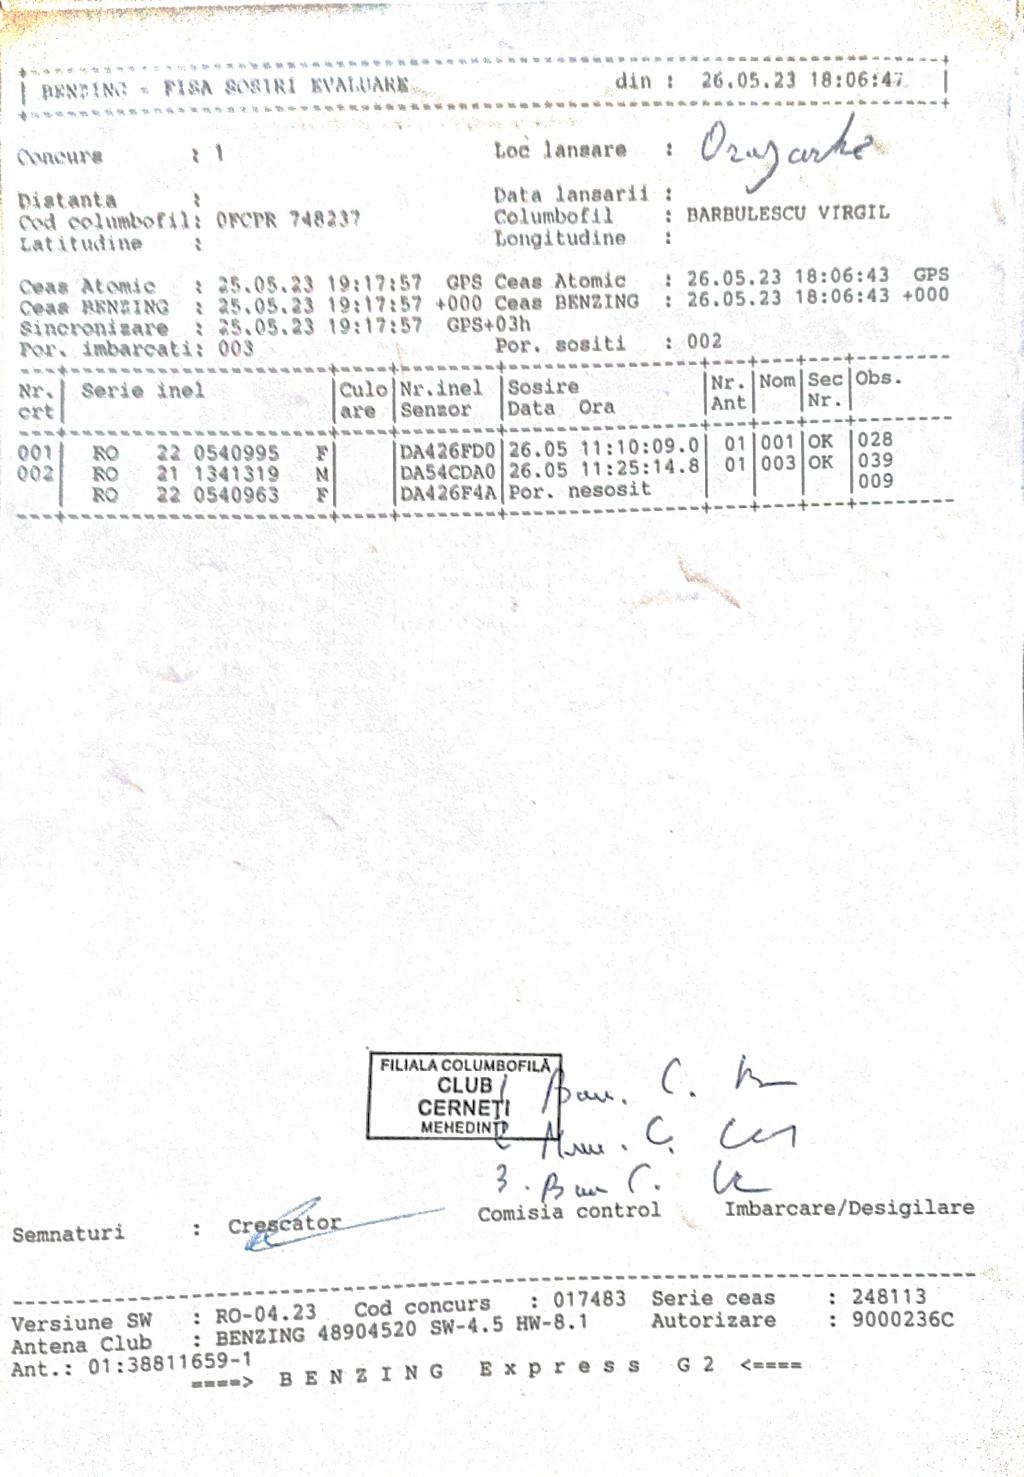 BENZING - FISA SOSIRI EVALUARE din : 26.05.23 18:06:47
Concurs : 1 Loc lansare :
Distanta : Data lansarii :
Cod columbofil: OFCPR 748237 Columbofil : BARBULESCU VIRGIL
Latitudine : Longitudine :
Ceas Atomic : 25.05.23 19:17:57 GPS Ceas Atomic : 26.05.23 18:06:43 GPS
Ceas BENZING : 25.05.23 19:17:57 +000 Ceas BENZING : 26.05.23 18:06:43 +000
Sincronizare : 25.05.23 19:17:57 GPS+03h
Por. imbarcati: 003 Por. sositi : 002
Nr. Serie inel Culo Nr.inel Sosire Nr. Nom Sec Obs.
crt are Senzor Data Ora Ant Nr.
001 RO 22 0540995 F DA426FD0 26.05 11:10:09.0 01 001 OK 028
002 RO 21 1341319 M DA54CDA0 26.05 11:25:14.8 01 003 OK 039
RO 22 0540963 F DA426F4A Por. nesosit 009
FILIALA COLUMBOFILĂ
CLUB
CERNEŢI
MEHEDINŢI
3.
Semnaturi : Crescator Comisia control Imbarcare/Desigilare
Versiune SW : RO-04.23 Cod concurs : 017483 Serie ceas : 248113
Antena Club : BENZING 48904520 SW-4.5 HW-8.1 Autorizare : 9000236C
Ant.: 01:38811659-1
====> B E N Z I N G E x p r e s s G 2 <====